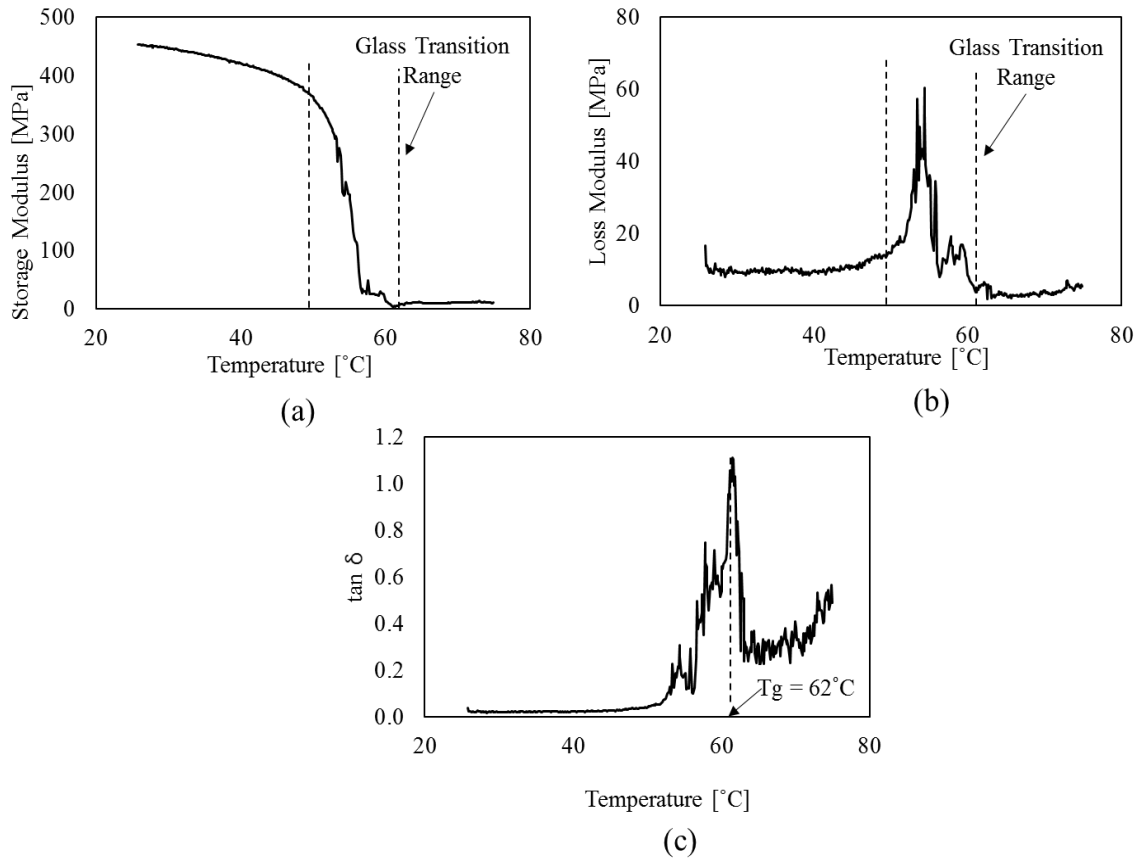 500
400
300
200
100
0
20 40 60 80
Storage Modulus [MPa]
Temperature [˚C]
Glass Transition
Range
(a)
80
60
40
20
0
20 40 60 80
Loss Modulus [MPa]
Temperature [˚C]
Glass Transition
Range
(b)
1.2
1.0
0.8
0.6
0.4
0.2
0.0
20 40 60 80
tan δ
Tg = 62˚C
Temperature [˚C]
(c)